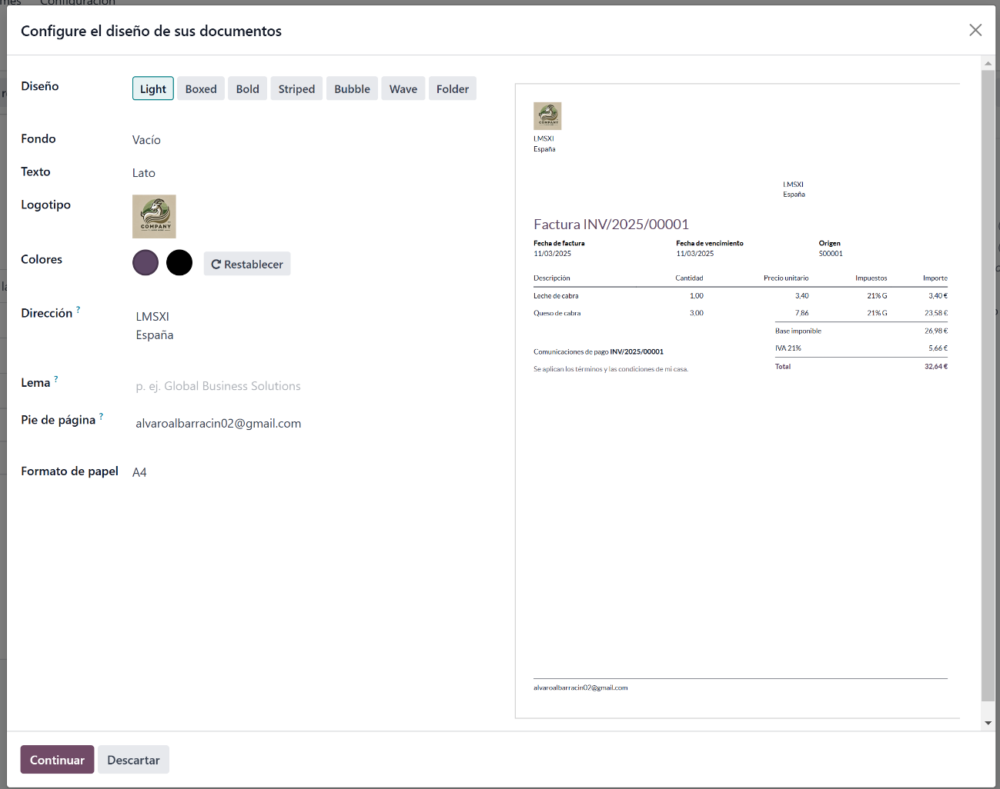 Configuración
Configure el diseño de sus documentos
Diseño
Light Boxed Bold Striped Bubble Wave Folder
Fondo Vacío
Texto Lato
Logotipo
COMPANY
Colores Restablecer
Dirección ? LMSXI
España
Lema ? p. ej. Global Business Solutions
Pie de página ? alvaroalbarracin02@gmail.com
Formato de papel A4
COMPANY
LMSXI
España
LMSXI
España
Factura INV/2025/00001
Fecha de factura Fecha de vencimiento Origen
11/03/2025 11/03/2025 S00001
Descripción Cantidad Precio unitario Impuestos Importe
Leche de cabra 1,00 3,40 21% G 3,40 €
Queso de cabra 3,00 7,86 21% G 23,58 €
Base imponible 26,98 €
IVA 21% 5,66 €
Total 32,64 €
Comunicaciones de pago INV/2025/00001
Se aplican los términos y las condiciones de mi casa.
alvaroalbarracin02@gmail.com
Continuar Descartar